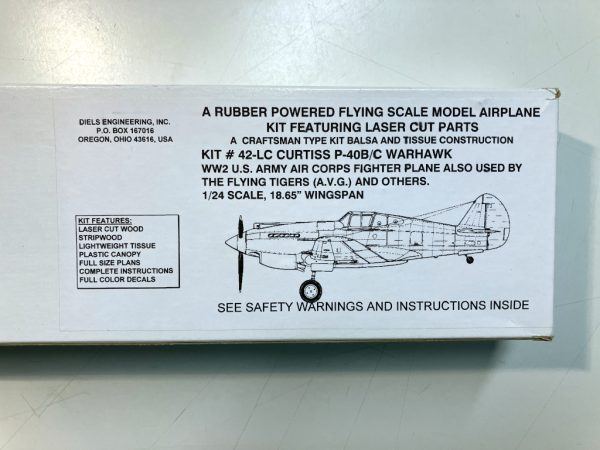 DIELS ENGINEERING, INC.
P.O. BOX 167016
OREGON, OHIO 43616, USA
A RUBBER POWERED FLYING SCALE MODEL AIRPLANE
KIT FEATURING LASER CUT PARTS
A CRAFTSMAN TYPE KIT BALSA AND TISSUE CONSTRUCTION
KIT # 42-LC CURTISS P-40B/C WARHAWK
WW2 U.S. ARMY AIR CORPS FIGHTER PLANE ALSO USED BY
THE FLYING TIGERS (A.V.G.) AND OTHERS.
1/24 SCALE, 18.65" WINGSPAN
KIT FEATURES:
LASER CUT WOOD
STRIPWOOD
LIGHTWEIGHT TISSUE
PLASTIC CANOPY
FULL SIZE PLANS
COMPLETE INSTRUCTIONS
FULL COLOR DECALS
SEE SAFETY WARNINGS AND INSTRUCTIONS INSIDE